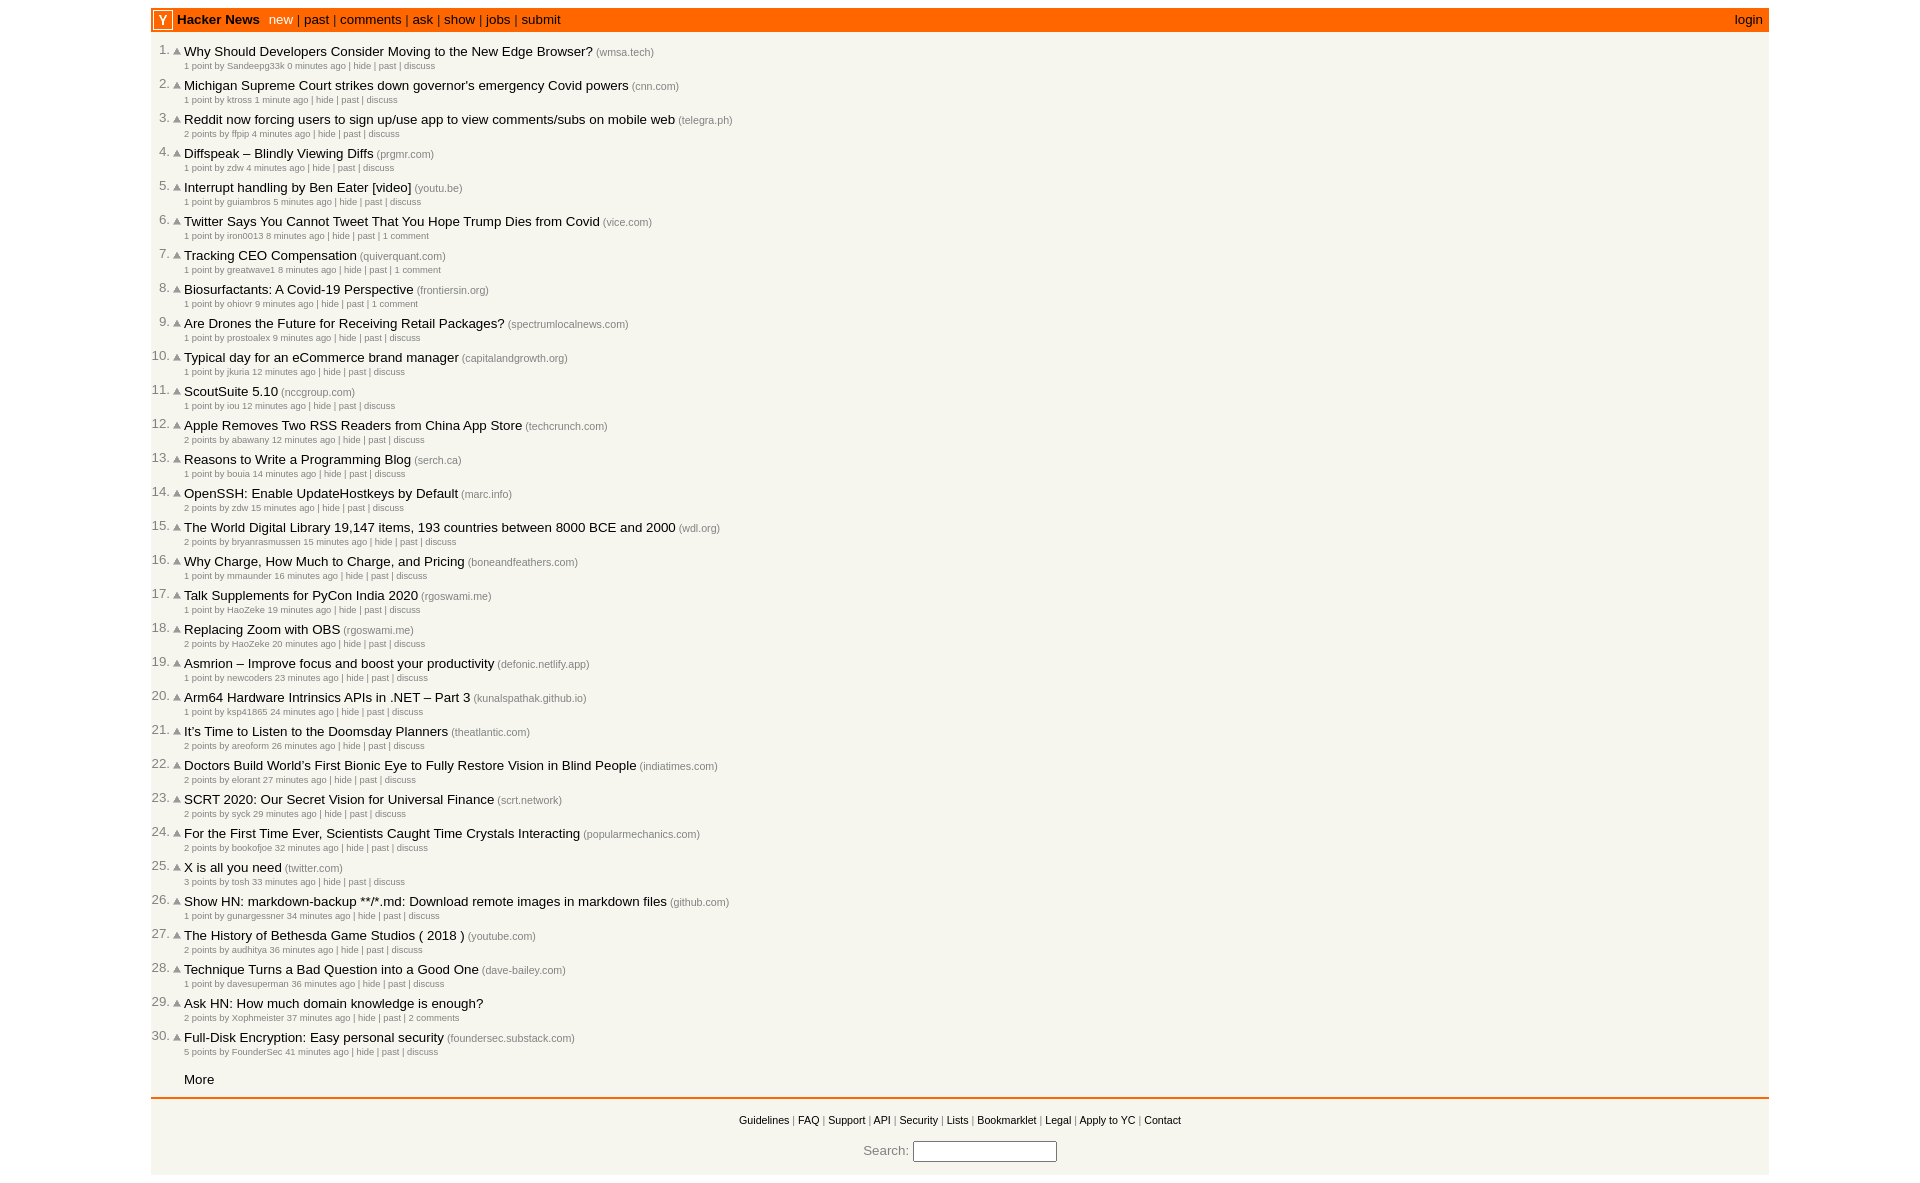 Y Hacker News new | past | comments | ask | show | jobs | submit login
1. Why Should Developers Consider Moving to the New Edge Browser? (wmsa.tech)
1 point by Sandeepg33k 0 minutes ago | hide | past | discuss
2. Michigan Supreme Court strikes down governor's emergency Covid powers (cnn.com)
1 point by ktross 1 minute ago | hide | past | discuss
3. Reddit now forcing users to sign up/use app to view comments/subs on mobile web (telegra.ph)
2 points by ffpip 4 minutes ago | hide | past | discuss
4. Diffspeak – Blindly Viewing Diffs (prgmr.com)
1 point by zdw 4 minutes ago | hide | past | discuss
5. Interrupt handling by Ben Eater [video] (youtu.be)
1 point by guiambros 5 minutes ago | hide | past | discuss
6. Twitter Says You Cannot Tweet That You Hope Trump Dies from Covid (vice.com)
1 point by iron0013 8 minutes ago | hide | past | 1 comment
7. Tracking CEO Compensation (quiverquant.com)
1 point by greatwave1 8 minutes ago | hide | past | 1 comment
8. Biosurfactants: A Covid-19 Perspective (frontiersin.org)
1 point by ohiovr 9 minutes ago | hide | past | 1 comment
9. Are Drones the Future for Receiving Retail Packages? (spectrumlocalnews.com)
1 point by prostoalex 9 minutes ago | hide | past | discuss
10. Typical day for an eCommerce brand manager (capitalandgrowth.org)
1 point by jkuria 12 minutes ago | hide | past | discuss
11. ScoutSuite 5.10 (nccgroup.com)
1 point by iou 12 minutes ago | hide | past | discuss
12. Apple Removes Two RSS Readers from China App Store (techcrunch.com)
2 points by abawany 12 minutes ago | hide | past | discuss
13. Reasons to Write a Programming Blog (serch.ca)
1 point by bouia 14 minutes ago | hide | past | discuss
14. OpenSSH: Enable UpdateHostkeys by Default (marc.info)
2 points by zdw 15 minutes ago | hide | past | discuss
15. The World Digital Library 19,147 items, 193 countries between 8000 BCE and 2000 (wdl.org)
2 points by bryanrasmussen 15 minutes ago | hide | past | discuss
16. Why Charge, How Much to Charge, and Pricing (boneandfeathers.com)
1 point by mmaunder 16 minutes ago | hide | past | discuss
17. Talk Supplements for PyCon India 2020 (rgoswami.me)
1 point by HaoZeke 19 minutes ago | hide | past | discuss
18. Replacing Zoom with OBS (rgoswami.me)
2 points by HaoZeke 20 minutes ago | hide | past | discuss
19. Asmrion – Improve focus and boost your productivity (defonic.netlify.app)
1 point by newcoders 23 minutes ago | hide | past | discuss
20. Arm64 Hardware Intrinsics APIs in .NET – Part 3 (kunalspathak.github.io)
1 point by ksp41865 24 minutes ago | hide | past | discuss
21. It’s Time to Listen to the Doomsday Planners (theatlantic.com)
2 points by areoform 26 minutes ago | hide | past | discuss
22. Doctors Build World’s First Bionic Eye to Fully Restore Vision in Blind People (indiatimes.com)
2 points by elorant 27 minutes ago | hide | past | discuss
23. SCRT 2020: Our Secret Vision for Universal Finance (scrt.network)
2 points by syck 29 minutes ago | hide | past | discuss
24. For the First Time Ever, Scientists Caught Time Crystals Interacting (popularmechanics.com)
2 points by bookofjoe 32 minutes ago | hide | past | discuss
25. X is all you need (twitter.com)
3 points by tosh 33 minutes ago | hide | past | discuss
26. Show HN: markdown-backup **/*.md: Download remote images in markdown files (github.com)
1 point by gunargessner 34 minutes ago | hide | past | discuss
27. The History of Bethesda Game Studios ( 2018 ) (youtube.com)
2 points by audhitya 36 minutes ago | hide | past | discuss
28. Technique Turns a Bad Question into a Good One (dave-bailey.com)
1 point by davesuperman 36 minutes ago | hide | past | discuss
29. Ask HN: How much domain knowledge is enough?
2 points by Xophmeister 37 minutes ago | hide | past | 2 comments
30. Full-Disk Encryption: Easy personal security (foundersec.substack.com)
5 points by FounderSec 41 minutes ago | hide | past | discuss
More
Guidelines | FAQ | Support | API | Security | Lists | Bookmarklet | Legal | Apply to YC | Contact
Search: